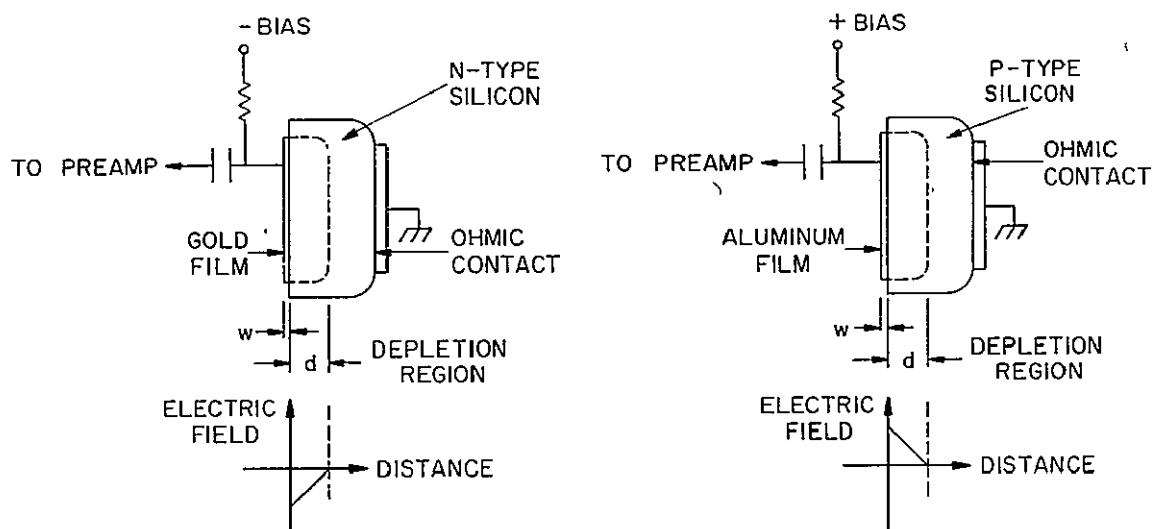 - BIAS
N-TYPE
SILICON
TO PREAMP
GOLD
FILM
OHMIC
CONTACT
w
d
DEPLETION
REGION
ELECTRIC
FIELD
DISTANCE
+ BIAS
P-TYPE
SILICON
TO PREAMP
OHMIC
CONTACT
ALUMINUM
FILM
w
d
DEPLETION
REGION
ELECTRIC
FIELD
DISTANCE